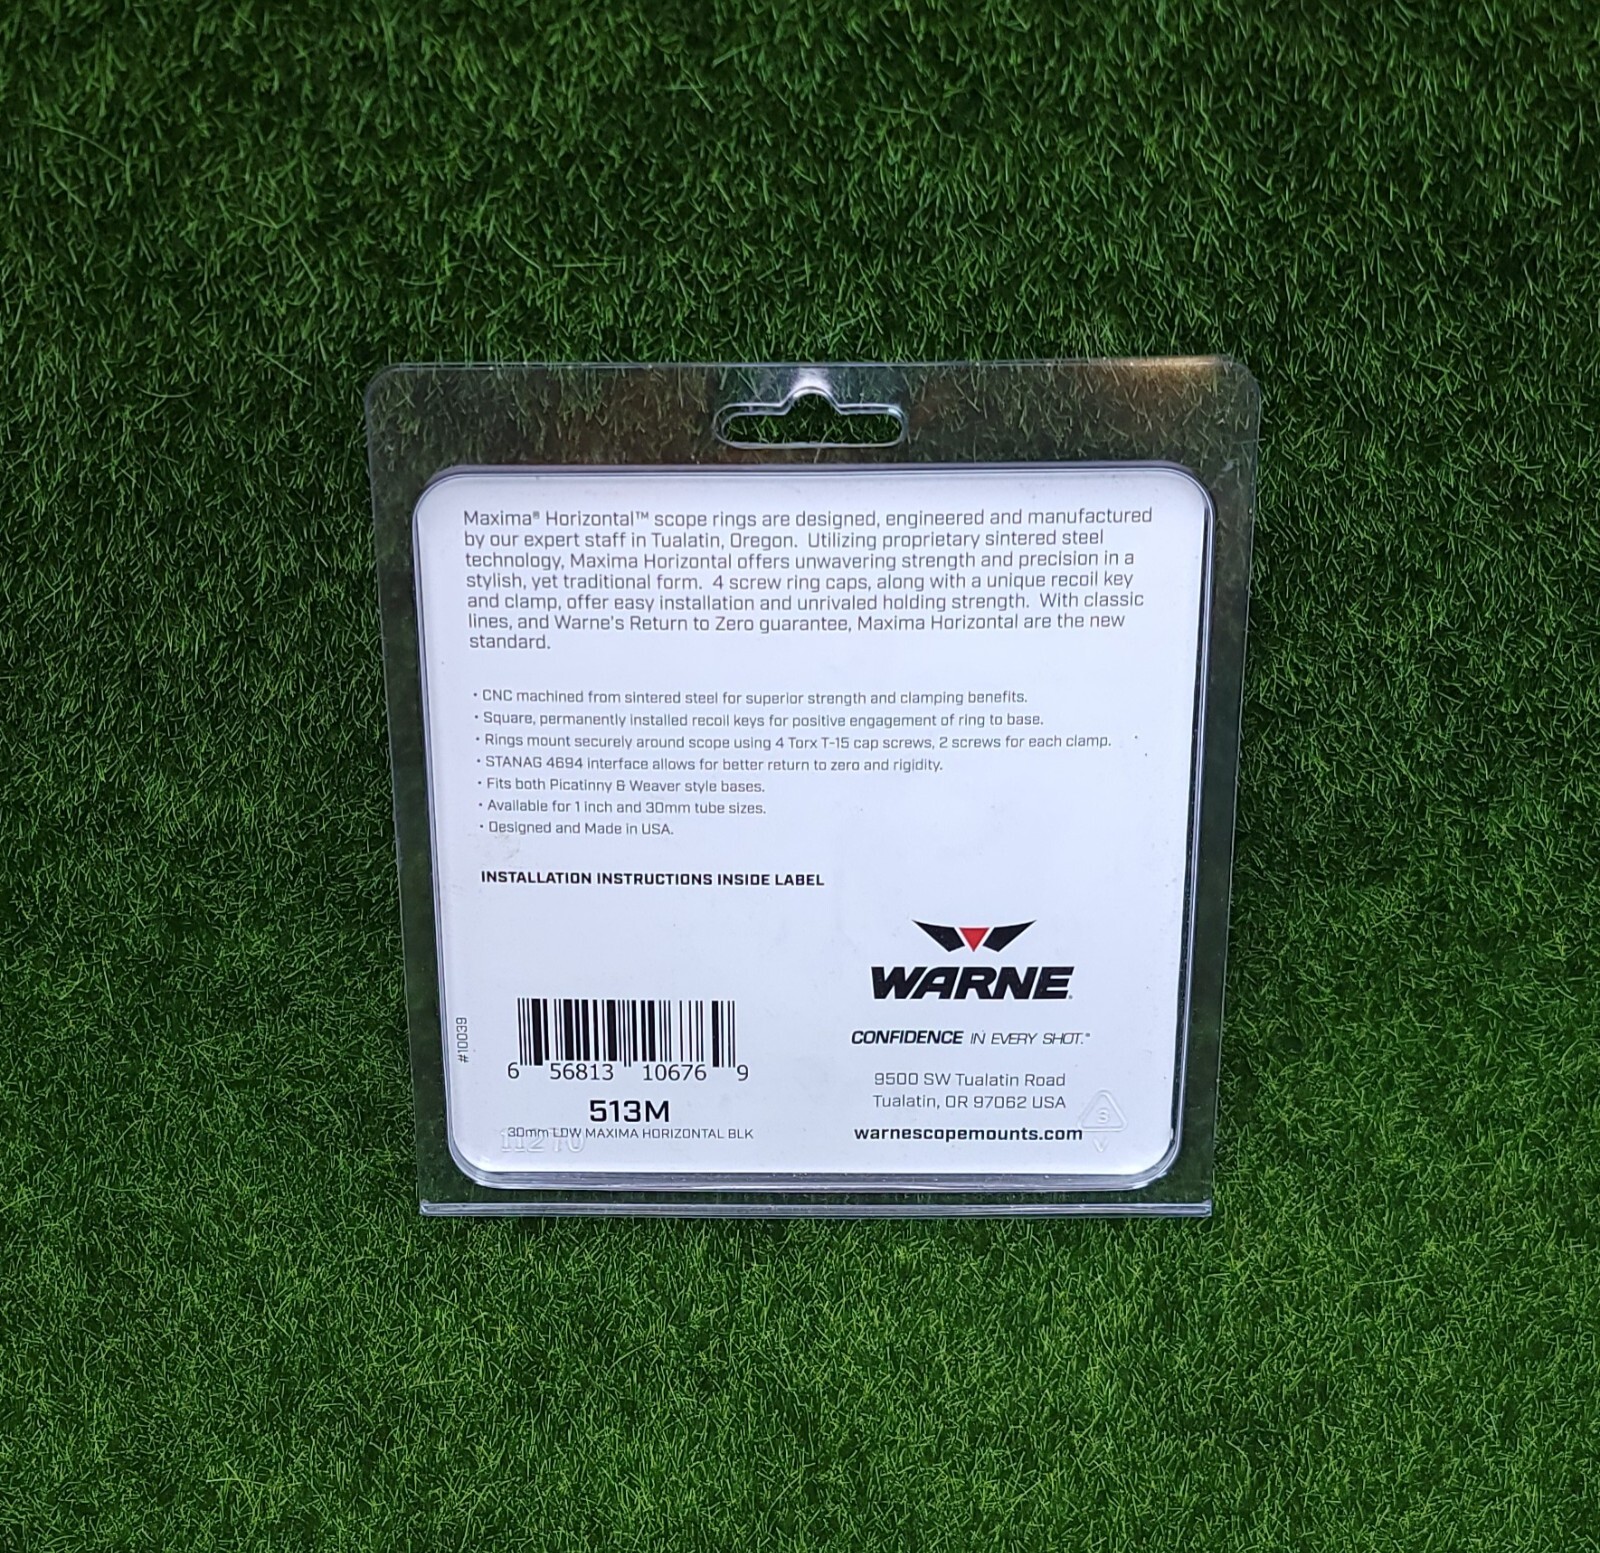 Maxima® Horizontal™ scope rings are designed, engineered and manufactured
by our expert staff in Tualatin, Oregon. Utilizing proprietary sintered steel
technology, Maxima Horizontal offers unwavering strength and precision in a
stylish, yet traditional form. 4 screw ring caps, along with a unique recoil key
and clamp, offer easy installation and unrivaled holding strength. With classic
lines, and Warne's Return to Zero guarantee, Maxima Horizontal are the new
standard.
• CNC machined from sintered steel for superior strength and clamping benefits.
• Square, permanently installed recoil keys for positive engagement of ring to base.
• Rings mount securely around scope using 4 Torx T-15 cap screws, 2 screws for each clamp.
• STANAG 4694 interface allows for better return to zero and rigidity.
• Fits both Picatinny & Weaver style bases.
• Available for 1 inch and 30mm tube sizes.
• Designed and Made in USA.
INSTALLATION INSTRUCTIONS INSIDE LABEL
WARNE
CONFIDENCE IN EVERY SHOT.™
9500 SW Tualatin Road
Tualatin, OR 97062 USA
warnescopemounts.com
#10039
6 56813 10676 9
513M
30mm LOW MAXIMA HORIZONTAL BLK
3
V